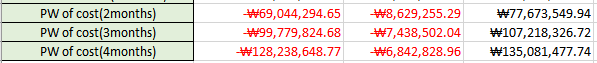 PW of cost(2months) -₩69,044,294.65 -₩8,629,255.29 ₩77,673,549.94
PW of cost(3months) -₩99,779,824.68 -₩7,438,502.04 ₩107,218,326.72
PW of cost(4months) -₩128,238,648.77 -₩6,842,828.96 ₩135,081,477.74